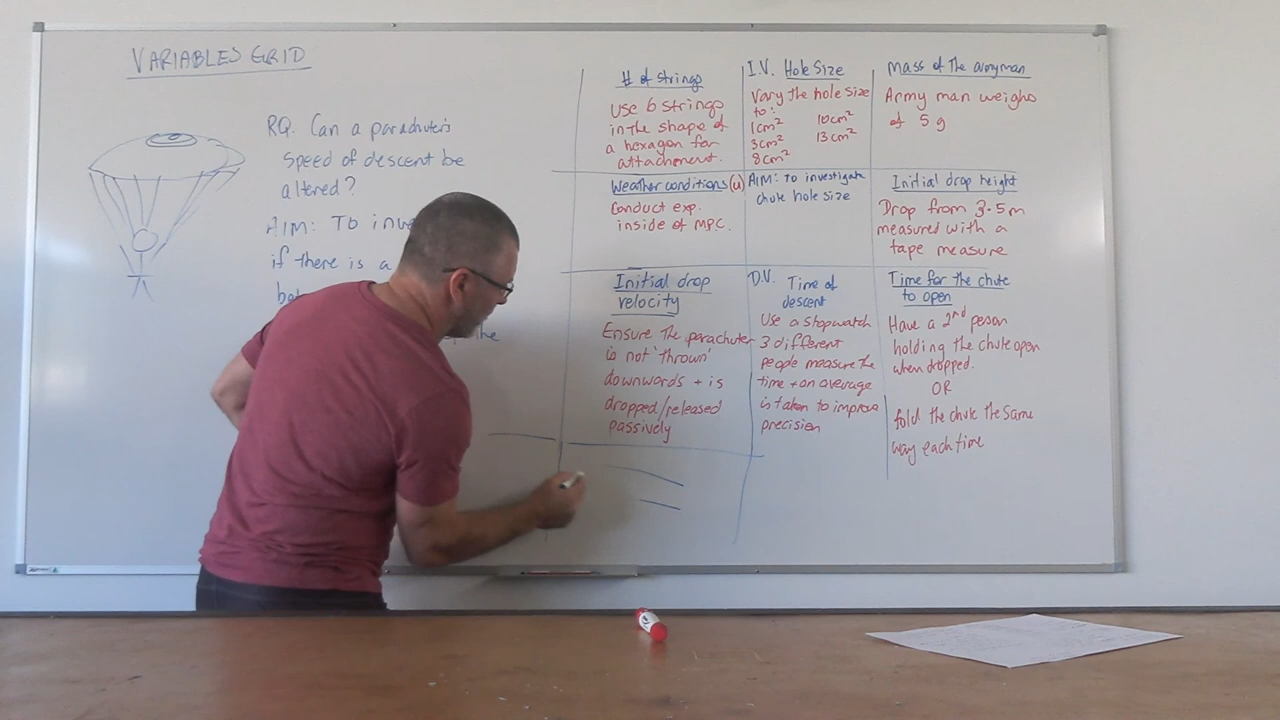 VARIABLES GRID
RQ. Can a parachuter's
speed of descent be
altered?
AIM: To inve
if there is a
be
the
# of strings
Use 6 strings
in the shape of
a hexagon for
attachment.
I.V. Hole Size
Vary the hole size
to:
1cm² 10cm²
3cm² 13cm²
8cm²
Mass of the armyman
Army man weighs
of 5 g
Weather conditions (u)
Conduct exp.
inside of MPC.
AIM: To investigate
chute hole size
Initial drop height
Drop from 3.5m
measured with a
tape measure
Initial drop
velocity
Ensure the parachuter
is not 'thrown'
downwards + is
dropped/released
passively
D.V. Time of
descent
Use a stopwatch
3 different
people measure the
time + an average
is taken to improve
precision
Time for the chute
to open
Have a 2nd person
holding the chute open
when dropped.
OR
fold the chute the same
way each time